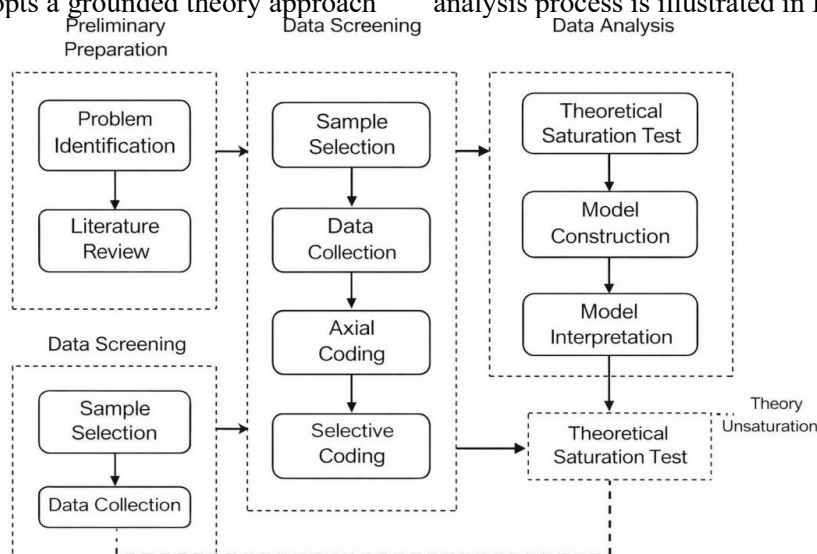 opts a grounded theory approach
analysis process is illustrated in
Preliminary
Preparation
Problem
Identification
Literature
Review
Data Screening
Sample
Selection
Data Collection
Data Screening
Sample
Selection
Data
Collection
Axial
Coding
Selective
Coding
Data Analysis
Theoretical
Saturation Test
Model
Construction
Model
Interpretation
Theoretical
Saturation Test
Theory
Unsaturation